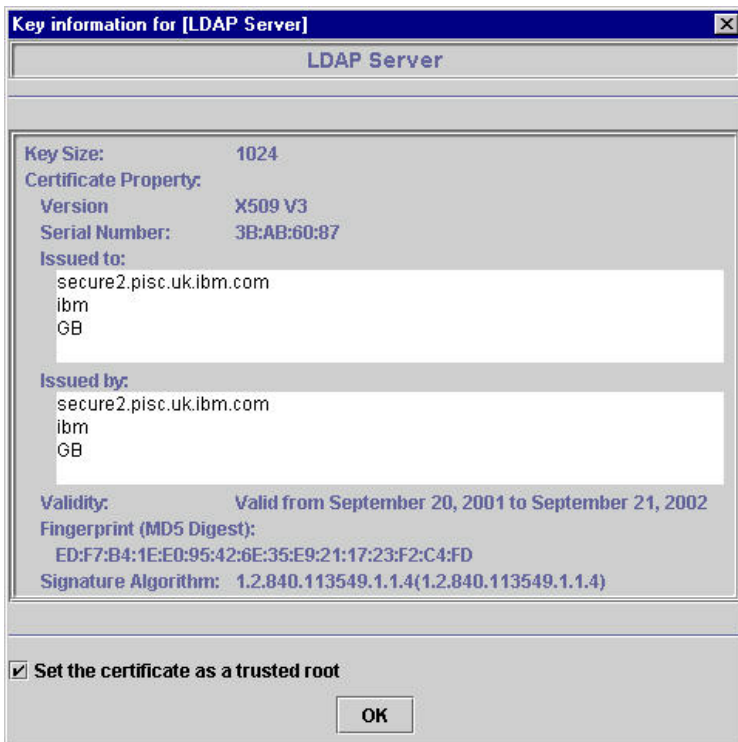 Key information for [LDAP Server]
LDAP Server
Key Size: 1024
Certificate Property:
Version X509 V3
Serial Number: 3B:AB:60:87
Issued to:
secure2.pisc.uk.ibm.com
ibm
GB
Issued by:
secure2.pisc.uk.ibm.com
ibm
GB
Validity: Valid from September 20, 2001 to September 21, 2002
Fingerprint (MD5 Digest):
ED:F7:B4:1E:E0:95:42:6E:35:E9:21:17:23:F2:C4:FD
Signature Algorithm: 1.2.840.113549.1.1.4(1.2.840.113549.1.1.4)
Set the certificate as a trusted root
OK